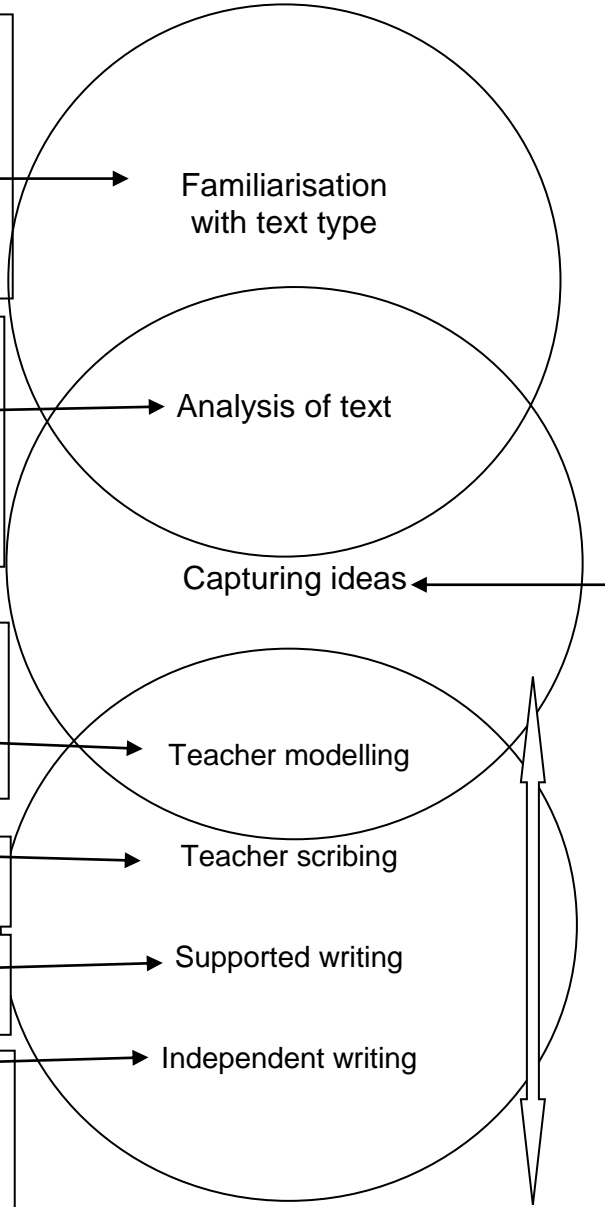 Familiarisation
with text type
Analysis of text
Capturing ideas
Teacher modelling
Teacher scribing
Supported writing
Independent writing